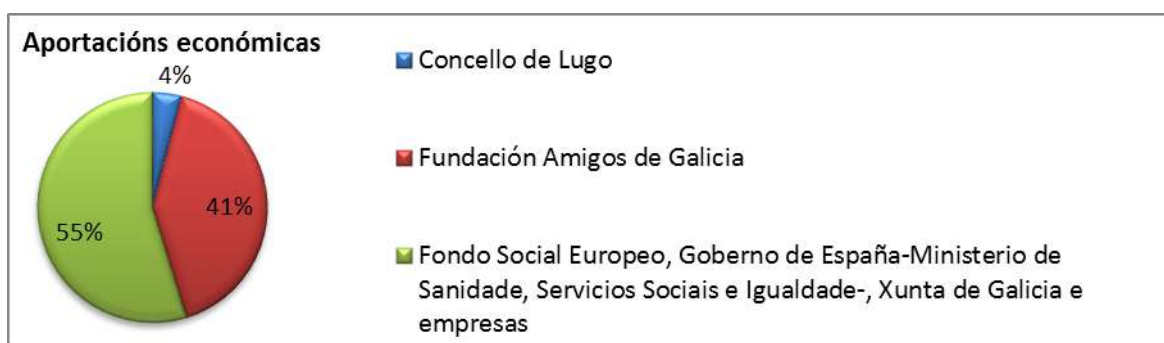 Aportacións económicas
4%
41%
55%
Concello de Lugo
Fundación Amigos de Galicia
Fondo Social Europeo, Goberno de España-Ministerio de
Sanidade, Servicios Sociais e Igualdade-, Xunta de Galicia e
empresas